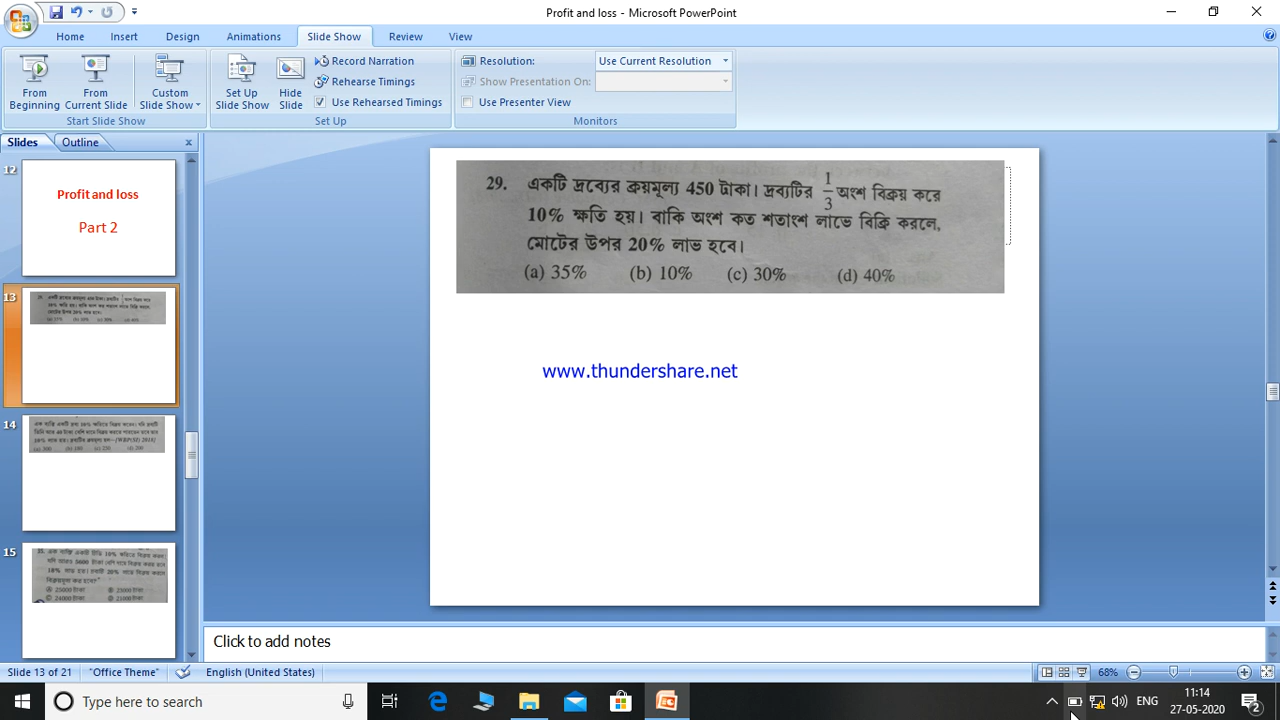 Profit and loss - Microsoft PowerPoint
Home Insert Design Animations Slide Show Review View
From Beginning
From Current Slide
Custom Slide Show
Start Slide Show
Set Up Slide Show
Hide Slide
Record Narration
Rehearse Timings
Use Rehearsed Timings
Set Up
Resolution: Use Current Resolution
Show Presentation On:
Use Presenter View
Monitors
Slides Outline
12
Profit and loss
Part 2
13
14
15
29. একটি দ্রব্যের ক্রয়মূল্য 450 টাকা। দ্রব্যটির 1/3 অংশ বিক্রয় করে
10% ক্ষতি হয়। বাকি অংশ কত শতাংশ লাভে বিক্রি করলে,
মোটের উপর 20% লাভ হবে।
(a) 35% (b) 10% (c) 30% (d) 40%
www.thundershare.net
Click to add notes
Slide 13 of 21 "Office Theme" English (United States) 68%
Type here to search
ENG
11:14
27-05-2020
2